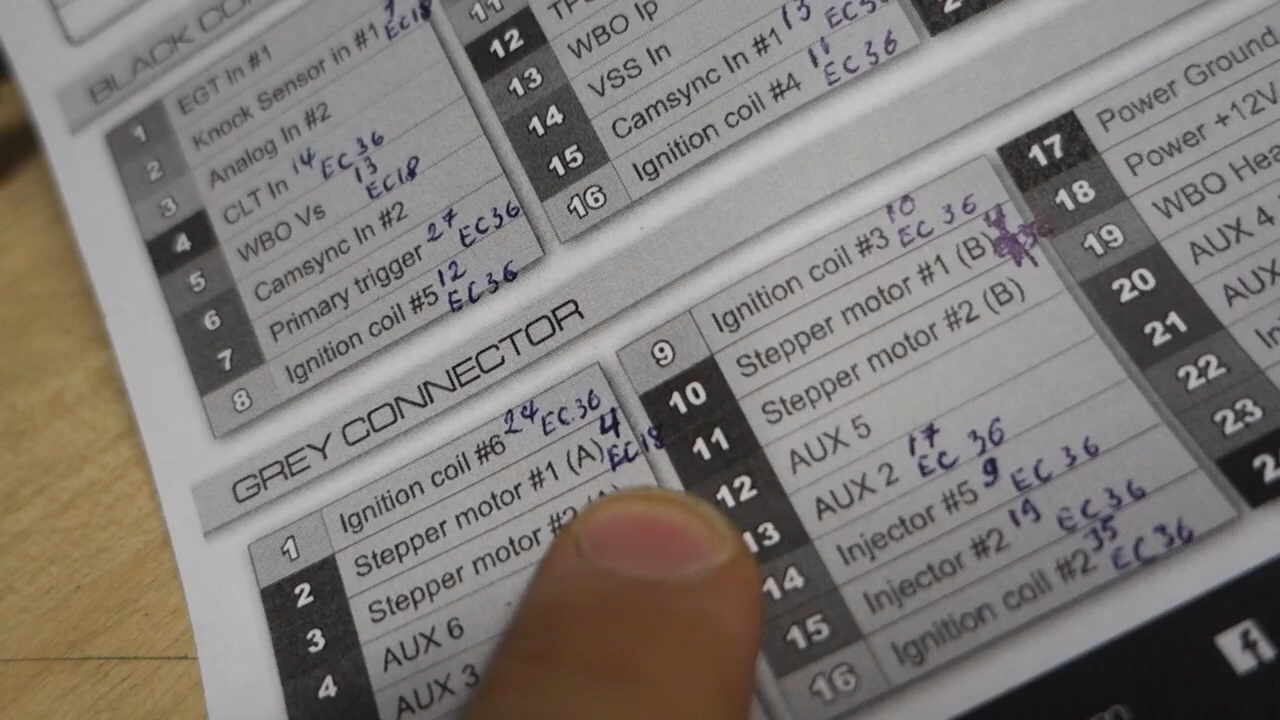 BLACK CO
1 EGT In #1
2 Knock Sensor in #1 EC18
3 Analog In #2
4 CLT In 14 EC36
5 WBO Vs 13 EC18
6 Camsync In #2
7 Primary trigger 27 EC36
8 Ignition coil #5 12 EC36
11
12 WBO Ip
13 VSS In
14 Camsync In #1 13
15 Ignition coil #4 11 EC36
16
GREY CONNECTOR
1 Ignition coil #6 24 EC36
2 Stepper motor #1 (A) 4 EC18
3 Stepper motor
4 AUX 6
AUX 3
9 Ignition coil #3 10 EC36
10 Stepper motor #1 (B)
11 Stepper motor #2 (B)
12 AUX 5
13 AUX 2 17 EC36
14 Injector #5 9 EC36
15 Injector #2 19 EC36
16 Ignition coil #2 35 EC36
17 Power Ground
18 Power +12V
19 WBO Hea
20 AUX 4
21 AUX
22 In
23